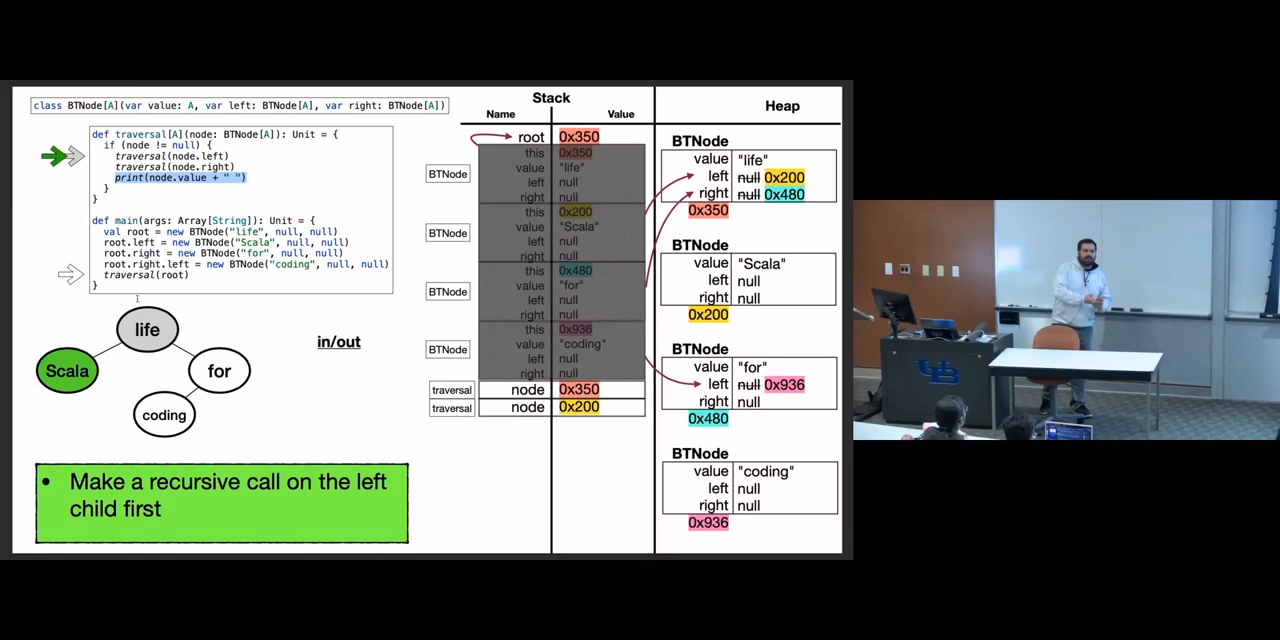 class BTNode[A](var value: A, var left: BTNode[A], var right: BTNode[A])
def traversal[A](node: BTNode[A]): Unit = {
if (node != null) {
traversal(node.left)
traversal(node.right)
print(node.value + " ")
}
}
def main(args: Array[String]): Unit = {
val root = new BTNode("life", null, null)
root.left = new BTNode("Scala", null, null)
root.right = new BTNode("for", null, null)
root.right.left = new BTNode("coding", null, null)
traversal(root)
}
life
Scala
for
coding
in/out
• Make a recursive call on the left
child first
Stack
Name Value
root 0x350
BTNode
this 0x350
value "life"
left null
right null
BTNode
this 0x200
value "Scala"
left null
right null
BTNode
this 0x480
value "for"
left null
right null
BTNode
this 0x936
value "coding"
left null
right null
traversal node 0x350
traversal node 0x200
Heap
BTNode
value "life"
left null 0x200
right null 0x480
0x350
BTNode
value "Scala"
left null
right null
0x200
BTNode
value "for"
left null 0x936
right null
0x480
BTNode
value "coding"
left null
right null
0x936
UB